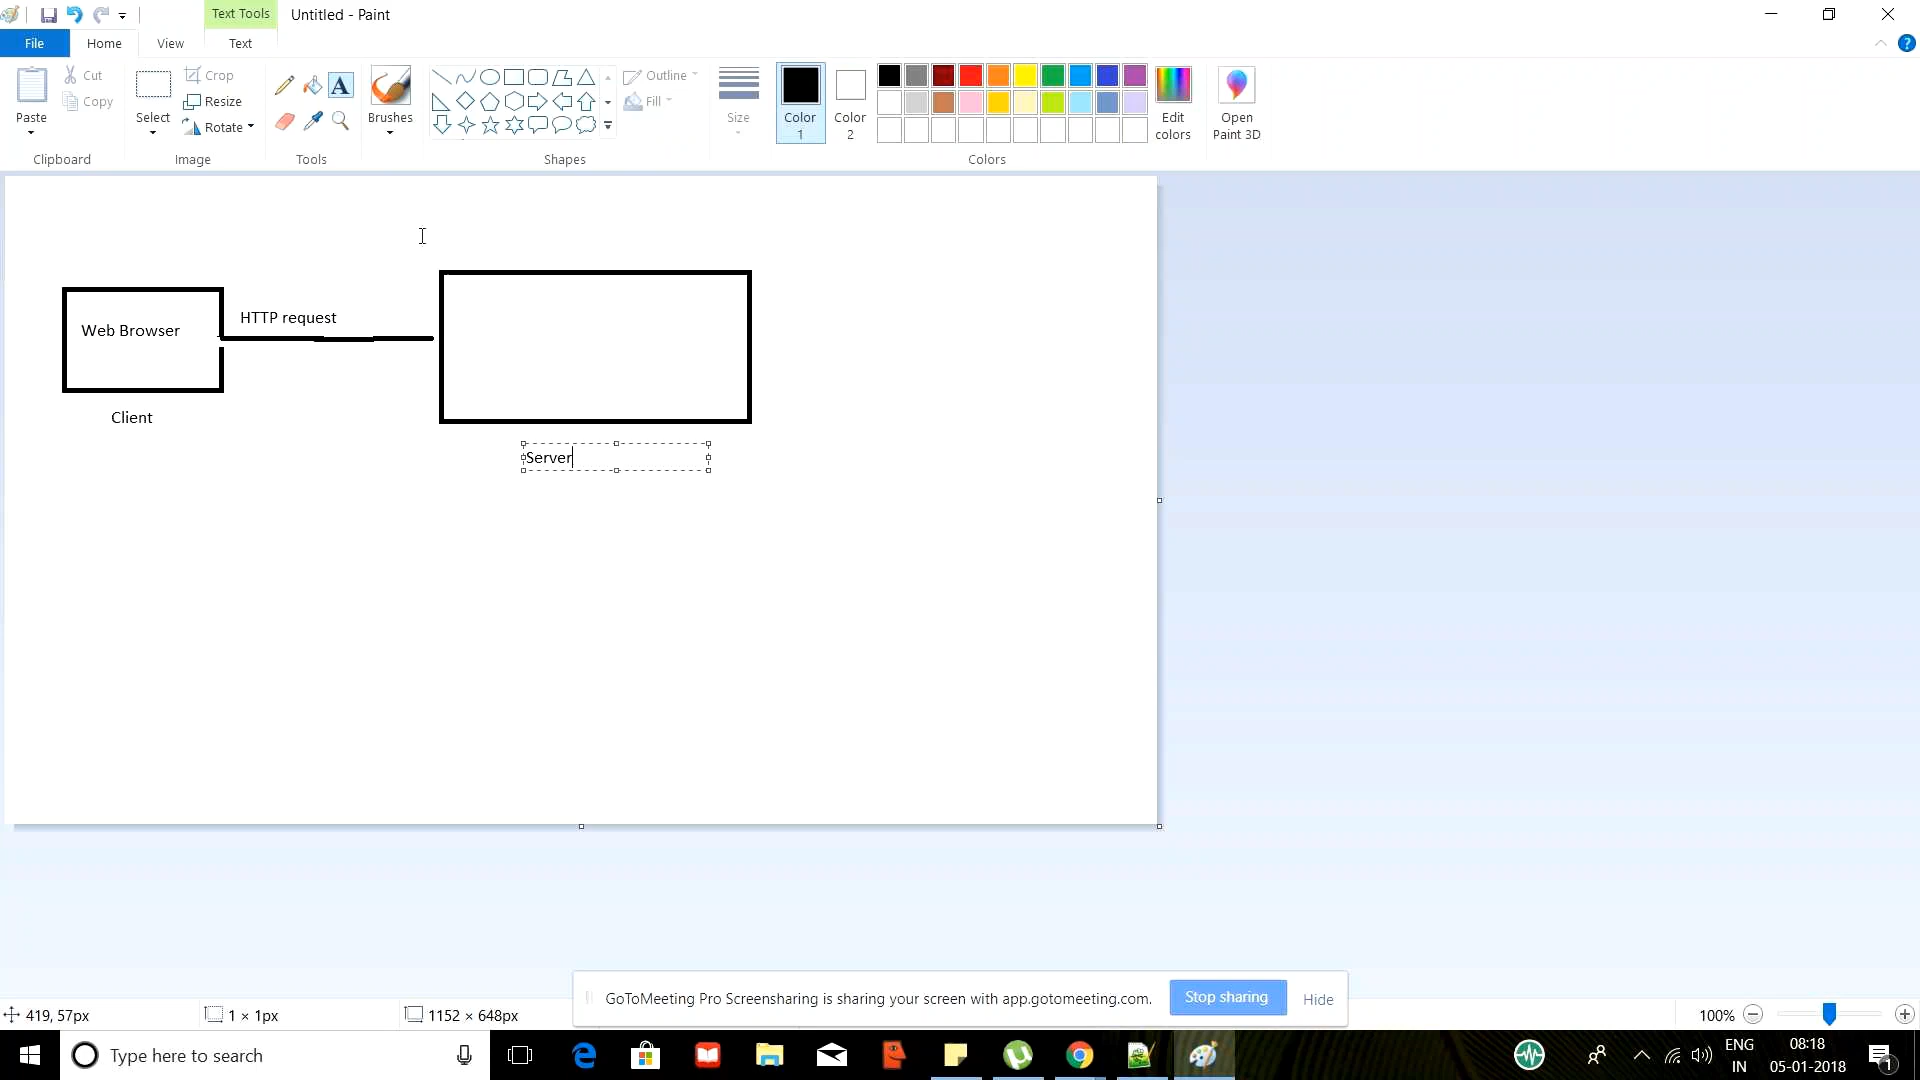 Text Tools
Untitled - Paint
File
Home
View
Text
Paste
Cut
Copy
Clipboard
Select
Crop
Resize
Rotate
Image
A
Tools
Brushes
Outline
Fill
Shapes
Size
Color
1
Color
2
Edit
colors
Colors
Open
Paint 3D
HTTP request
Web Browser
Client
Server
GoToMeeting Pro Screensharing is sharing your screen with app.gotomeeting.com.
Stop sharing
Hide
419, 57px
1 × 1px
1152 × 648px
100%
Type here to search
ENG
IN
08:18
05-01-2018
1